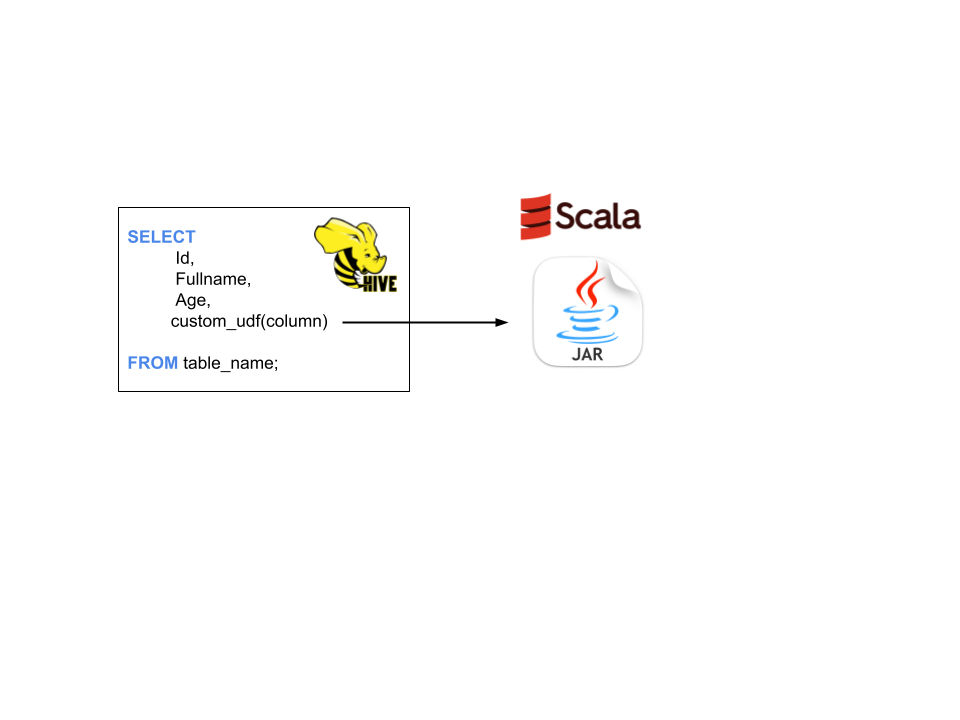 SELECT
Id,
Fullname,
Age,
custom_udf(column)
FROM table_name;
HIVE
Scala
JAR